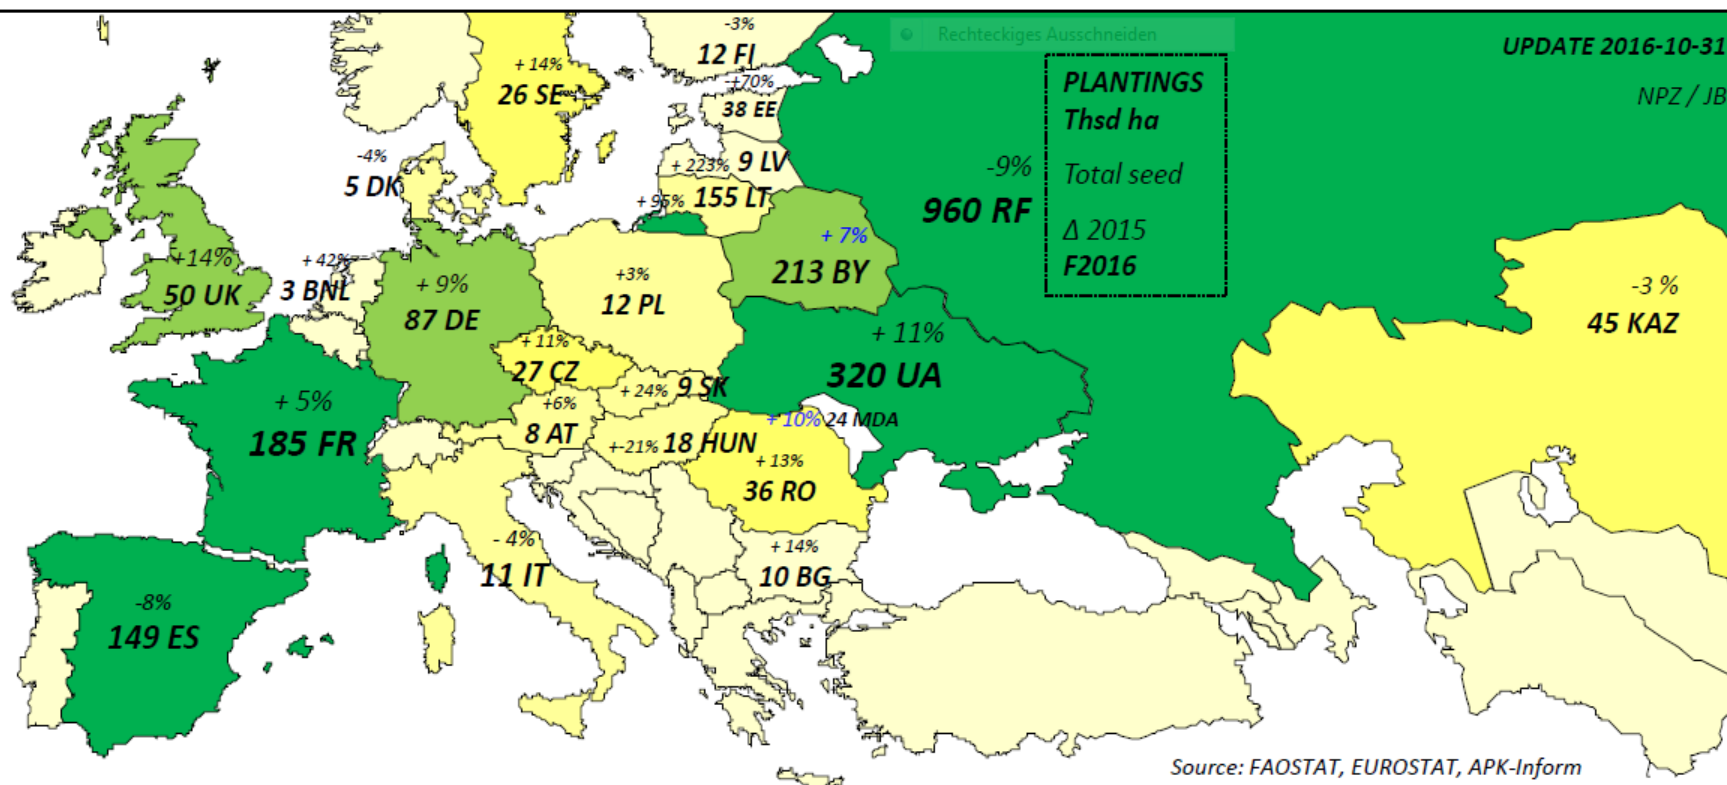 Rechteckiges Ausschneiden
UPDATE 2016-10-31
NPZ / JB
PLANTINGS
Thsd ha
Total seed
Δ 2015
F2016
-3%
12 FI
+ 14%
26 SE
+70%
38 EE
-4%
5 DK
+ 223%
9 LV
+ 95%
155 LT
-9%
960 RF
+ 7%
213 BY
+14%
50 UK
+ 42%
3 BNL
+ 9%
87 DE
+3%
12 PL
-3 %
45 KAZ
+ 11%
27 CZ
+ 11%
320 UA
+ 24%
9 SK
+ 5%
185 FR
+6%
8 AT
+ 10%
24 MDA
+-21%
18 HUN
+ 13%
36 RO
- 4%
11 IT
+ 14%
10 BG
-8%
149 ES
Source: FAOSTAT, EUROSTAT, APK-Inform